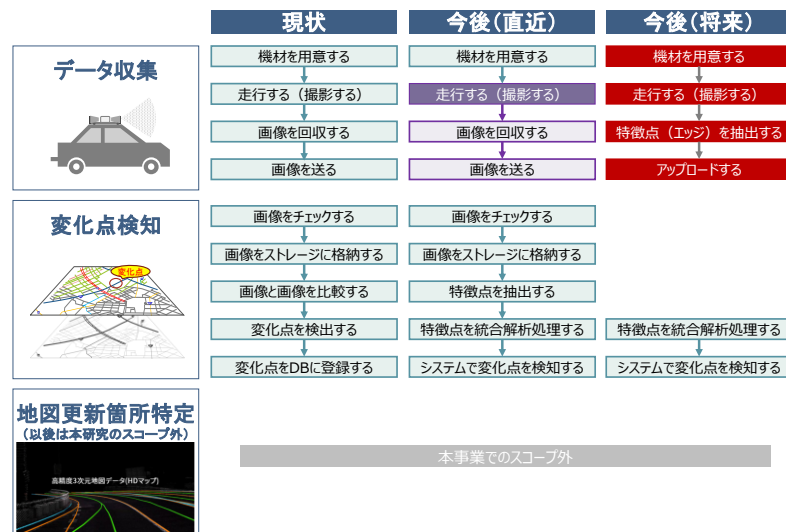 現状
今後(直近)
今後(将来)
データ収集
機材を用意する
走行する（撮影する）
画像を回収する
画像を送る
機材を用意する
走行する（撮影する）
画像を回収する
画像を送る
機材を用意する
走行する（撮影する）
特徴点（エッジ）を抽出する
アップロードする
変化点検知
変化点
画像をチェックする
画像をストレージに格納する
画像と画像を比較する
変化点を検出する
変化点をDBに登録する
画像をチェックする
画像をストレージに格納する
特徴点を抽出する
特徴点を統合解析処理する
システムで変化点を検知する
特徴点を統合解析処理する
システムで変化点を検知する
地図更新箇所特定
(以後は本研究のスコープ外)
高精度3次元地図データ(HDマップ)
本事業でのスコープ外